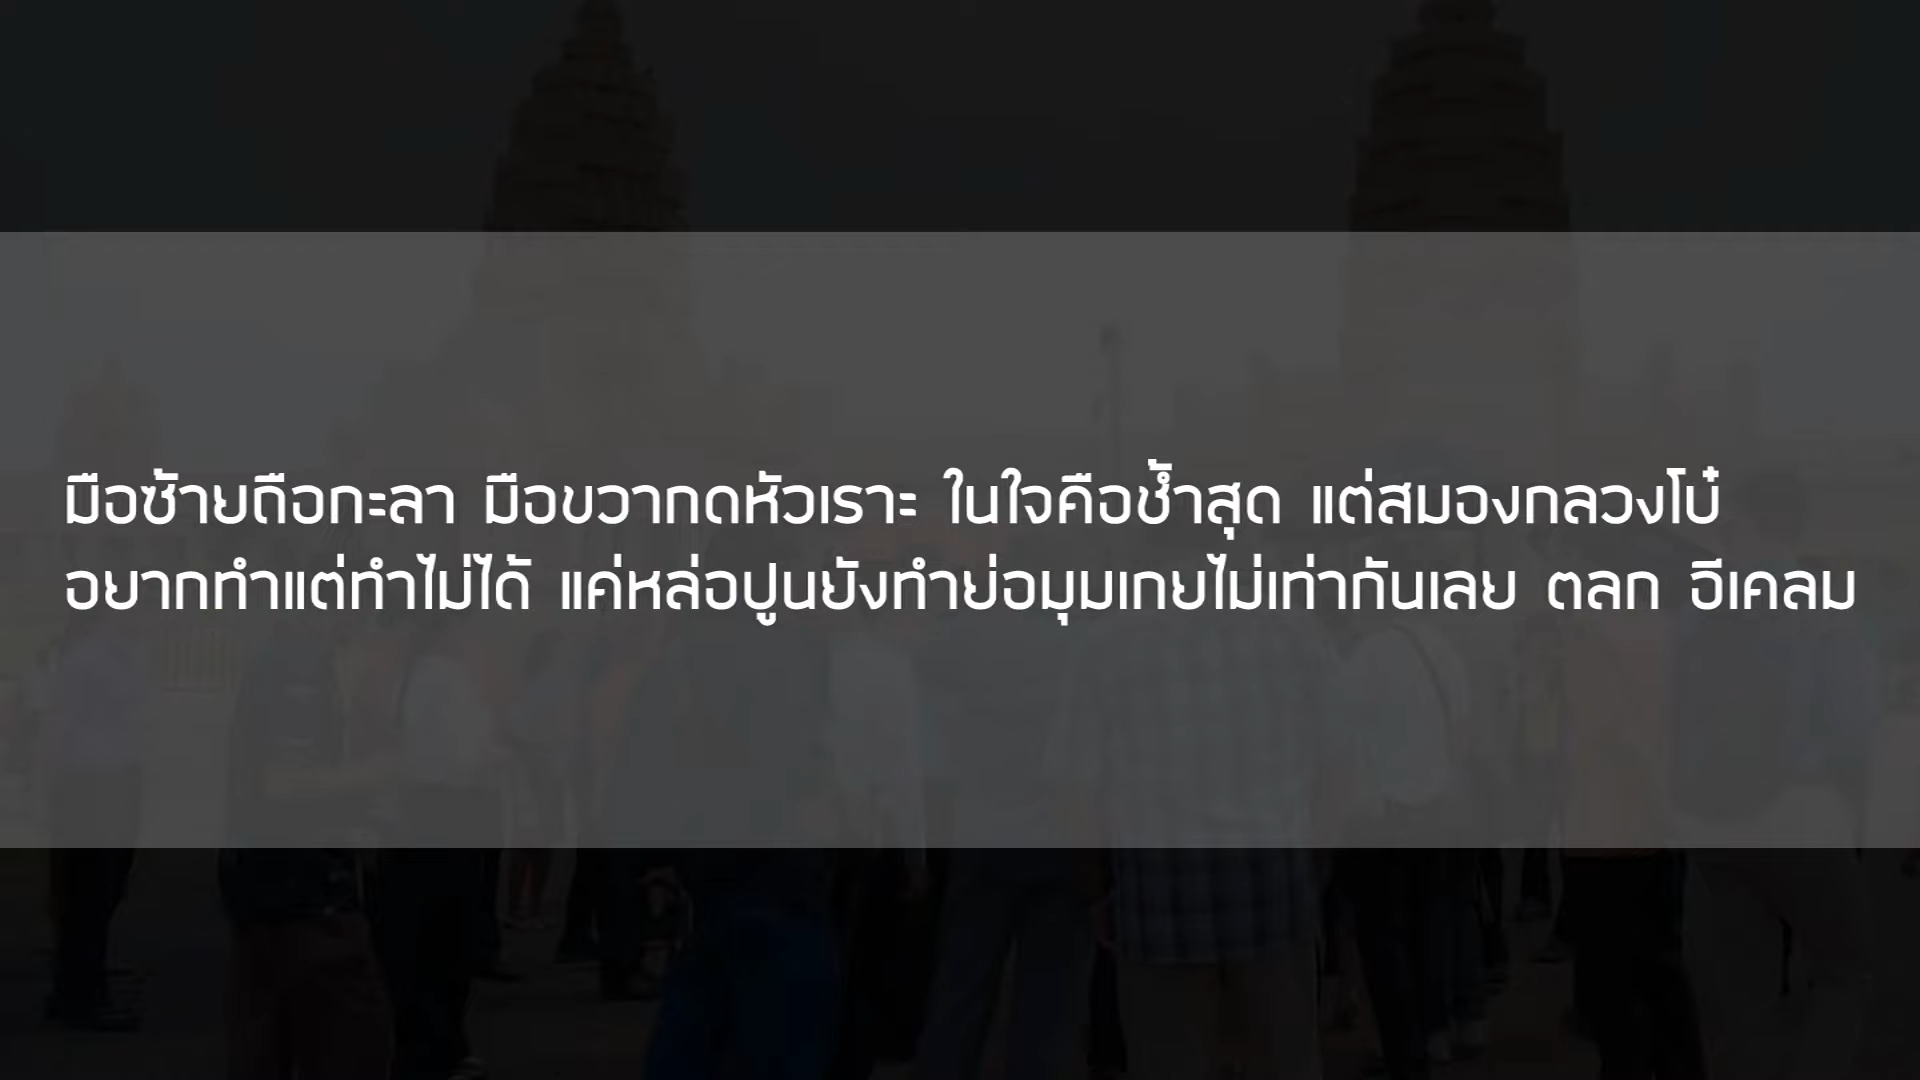 มือซ้ายถือกะลา มือขวากดหัวเราะ ในใจคือช้ำสุด แต่สมองกลวงโบ๋
อยากทำแต่ทำไม่ได้ แค่หล่อปูนยังทำย่อมุมเกยไม่เท่ากันเลย ตลก อีเคลม